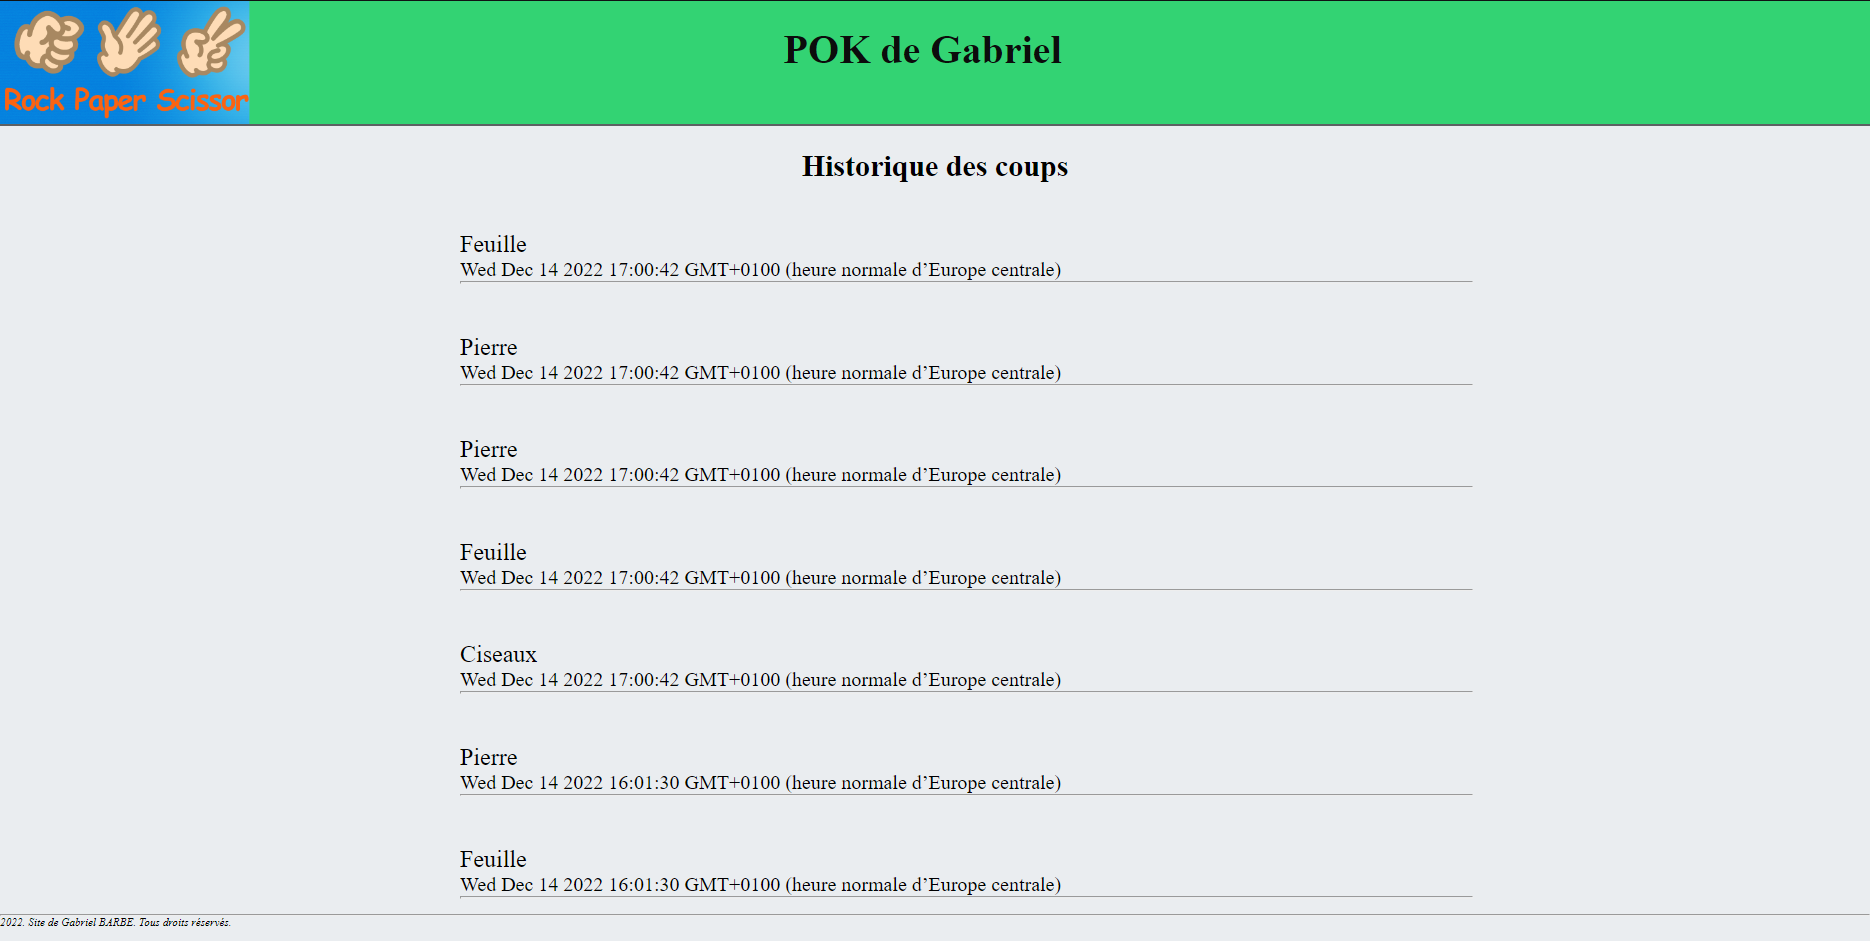 Rock Paper Scissor
POK de Gabriel
Historique des coups
Feuille
Wed Dec 14 2022 17:00:42 GMT+0100 (heure normale d’Europe centrale)
Pierre
Wed Dec 14 2022 17:00:42 GMT+0100 (heure normale d’Europe centrale)
Pierre
Wed Dec 14 2022 17:00:42 GMT+0100 (heure normale d’Europe centrale)
Feuille
Wed Dec 14 2022 17:00:42 GMT+0100 (heure normale d’Europe centrale)
Ciseaux
Wed Dec 14 2022 17:00:42 GMT+0100 (heure normale d’Europe centrale)
Pierre
Wed Dec 14 2022 16:01:30 GMT+0100 (heure normale d’Europe centrale)
Feuille
Wed Dec 14 2022 16:01:30 GMT+0100 (heure normale d’Europe centrale)
2022. Site de Gabriel BARBE. Tous droits réservés.